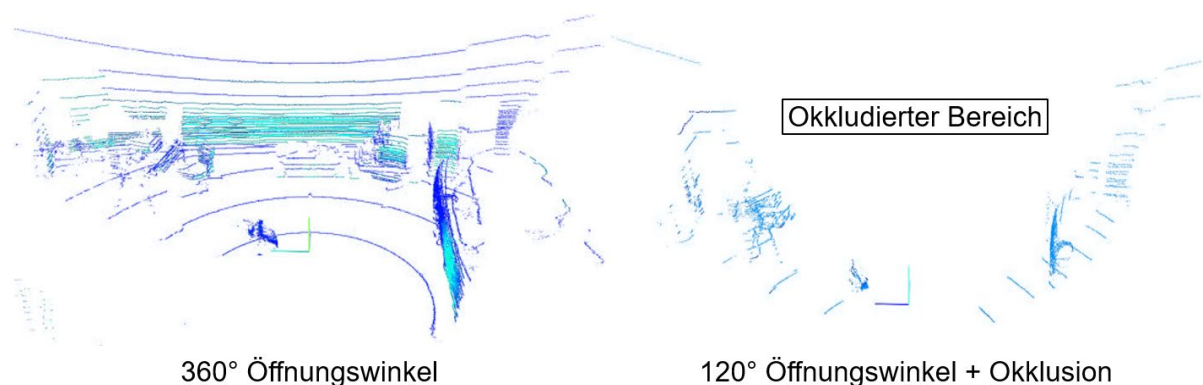 Okkludierter Bereich
360° Öffnungswinkel
120° Öffnungswinkel + Okklusion